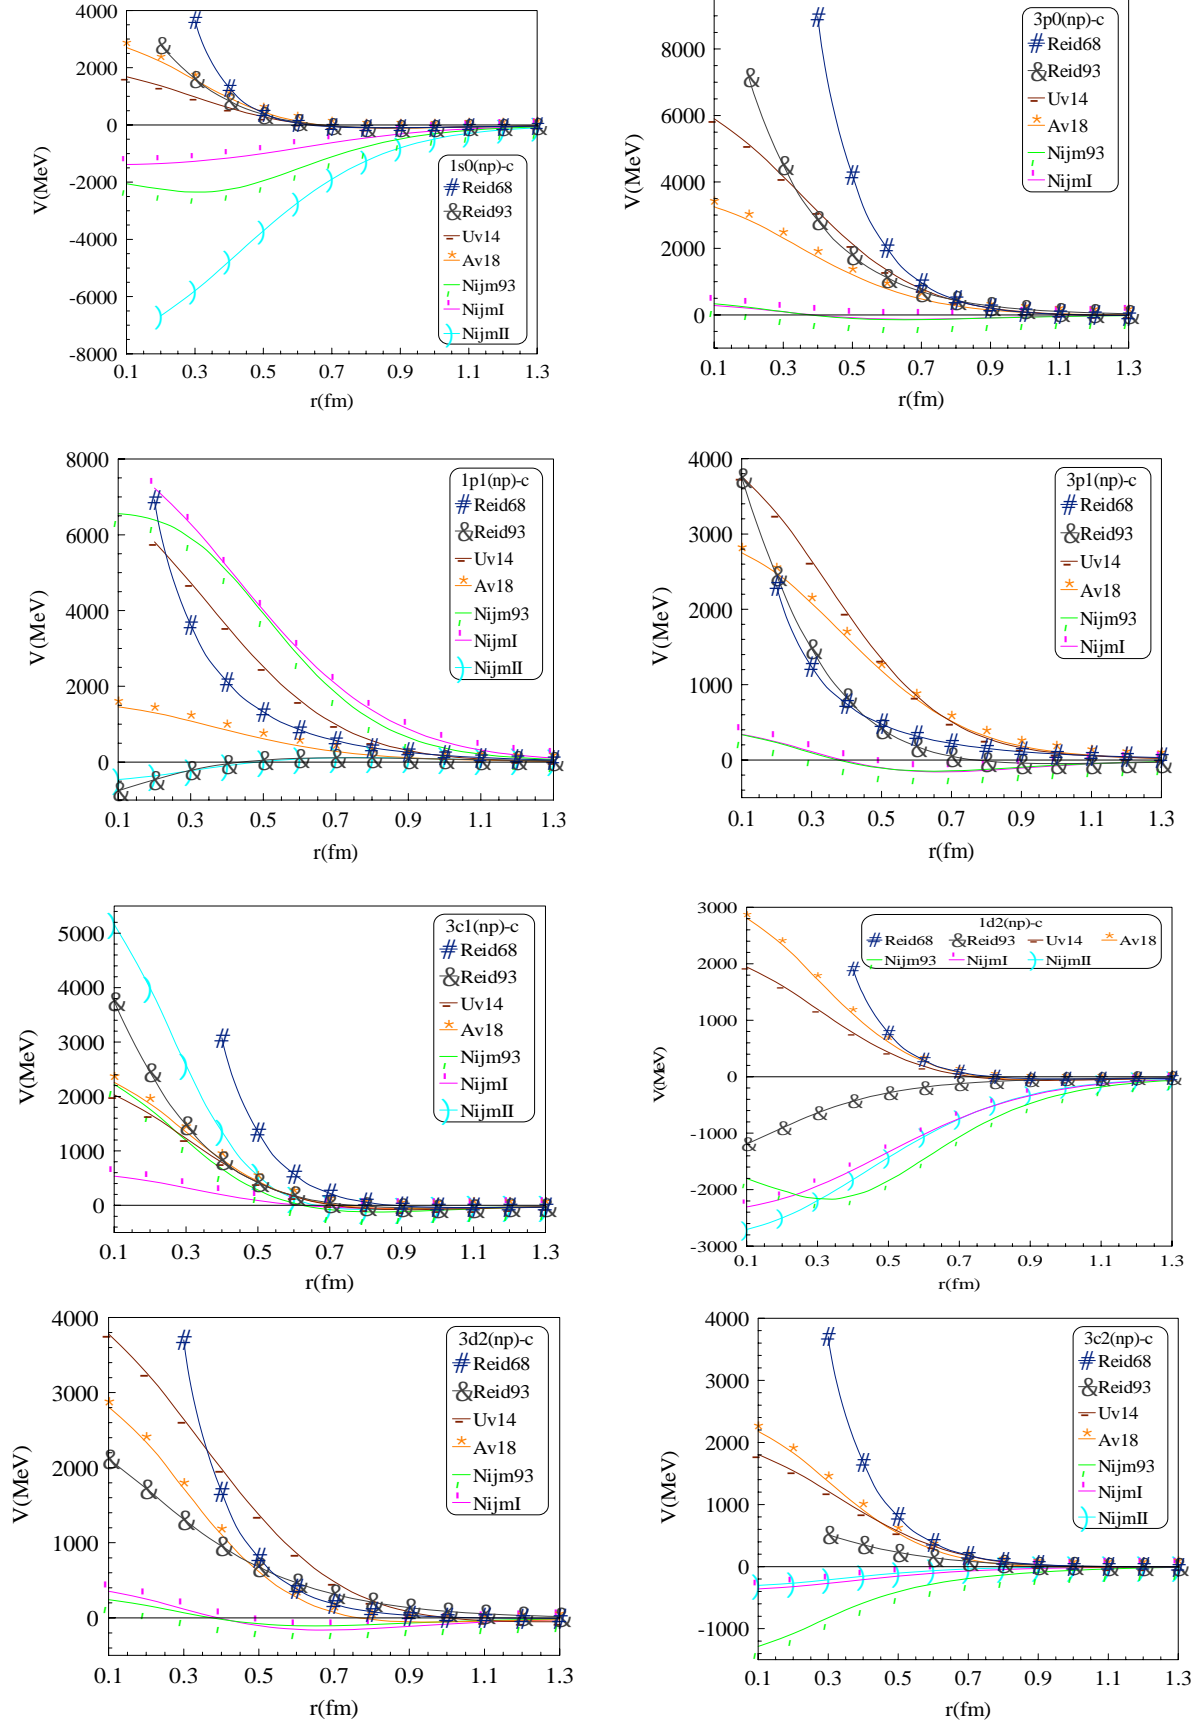 4000
2000
0
-2000
-4000
-6000
-8000
V(MeV)
1s0(np)-c
Reid68
Reid93
Uv14
Av18
Nijm93
NijmI
NijmII
0.1 0.3 0.5 0.7 0.9 1.1 1.3
r(fm)
8000
6000
4000
2000
0
V(MeV)
3p0(np)-c
Reid68
Reid93
Uv14
Av18
Nijm93
NijmI
0.1 0.3 0.5 0.7 0.9 1.1 1.3
r(fm)
8000
6000
4000
2000
0
V(MeV)
1p1(np)-c
Reid68
Reid93
Uv14
Av18
Nijm93
NijmI
NijmII
0.1 0.3 0.5 0.7 0.9 1.1 1.3
r(fm)
4000
3000
2000
1000
0
V(MeV)
3p1(np)-c
Reid68
Reid93
Uv14
Av18
Nijm93
NijmI
0.1 0.3 0.5 0.7 0.9 1.1 1.3
r(fm)
5000
4000
3000
2000
1000
0
V(MeV)
3c1(np)-c
Reid68
Reid93
Uv14
Av18
Nijm93
NijmI
NijmII
0.1 0.3 0.5 0.7 0.9 1.1 1.3
r(fm)
3000
2000
1000
0
-1000
-2000
-3000
V(MeV)
1d2(np)-c
Reid68 Reid93 Uv14 Av18
Nijm93 NijmI NijmII
0.1 0.3 0.5 0.7 0.9 1.1 1.3
r(fm)
4000
3000
2000
1000
0
V(MeV)
3d2(np)-c
Reid68
Reid93
Uv14
Av18
Nijm93
NijmI
0.1 0.3 0.5 0.7 0.9 1.1 1.3
r(fm)
4000
3000
2000
1000
0
-1000
V(MeV)
3c2(np)-c
Reid68
Reid93
Uv14
Av18
Nijm93
NijmI
NijmII
0.1 0.3 0.5 0.7 0.9 1.1 1.3
r(fm)